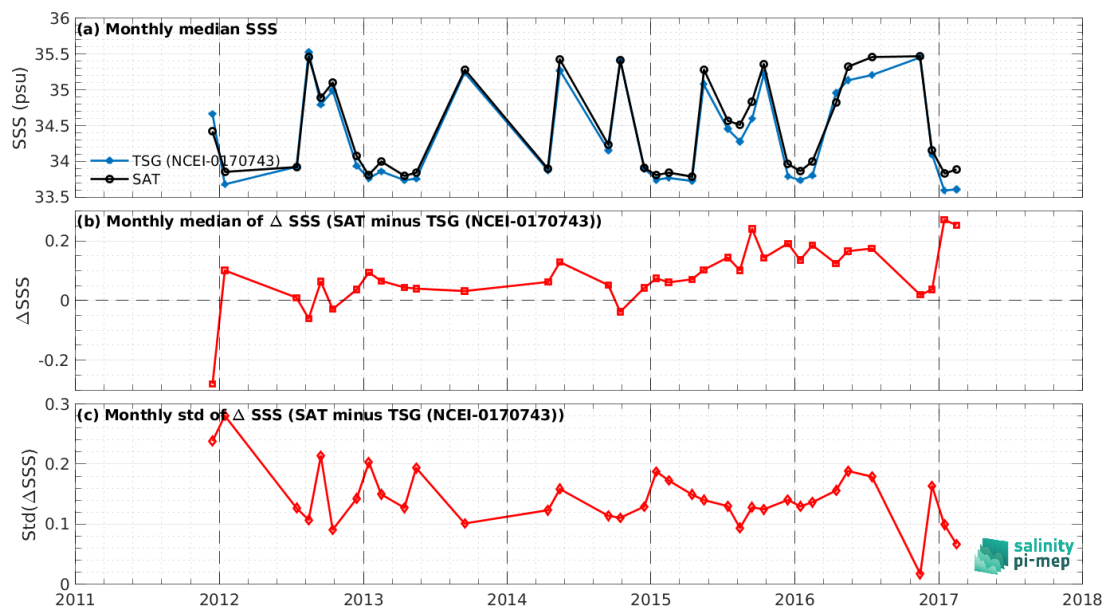 36
(a) Monthly median SSS
35.5
35
34.5
34
33.5
SSS (psu)
TSG (NCEI-0170743)
SAT
(b) Monthly median of Δ SSS (SAT minus TSG (NCEI-0170743))
0.2
0
-0.2
ΔSSS
0.3
(c) Monthly std of Δ SSS (SAT minus TSG (NCEI-0170743))
0.2
0.1
0
Std(ΔSSS)
salinity
pi-mep
2011 2012 2013 2014 2015 2016 2017 2018